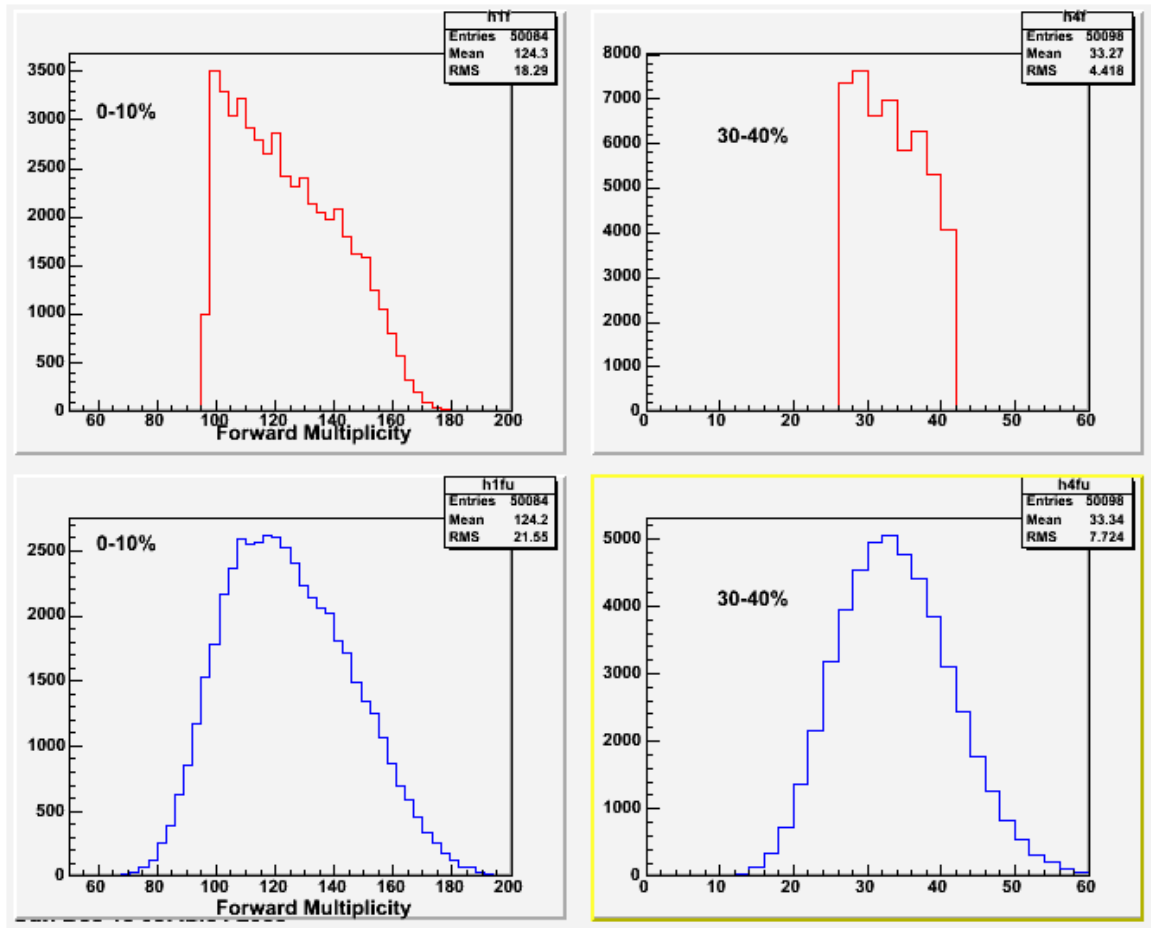 h1f
Entries 50084
Mean 124.3
RMS 18.29
0-10%
3500
3000
2500
2000
1500
1000
500
0
60 80 100 120 140 160 180 200
Forward Multiplicity
h4f
Entries 50098
Mean 33.27
RMS 4.418
30-40%
8000
7000
6000
5000
4000
3000
2000
1000
0
0 10 20 30 40 50 60
h1fu
Entries 50084
Mean 124.2
RMS 21.55
0-10%
2500
2000
1500
1000
500
0
60 80 100 120 140 160 180 200
Forward Multiplicity
h4fu
Entries 50098
Mean 33.34
RMS 7.724
30-40%
5000
4000
3000
2000
1000
0
0 10 20 30 40 50 60